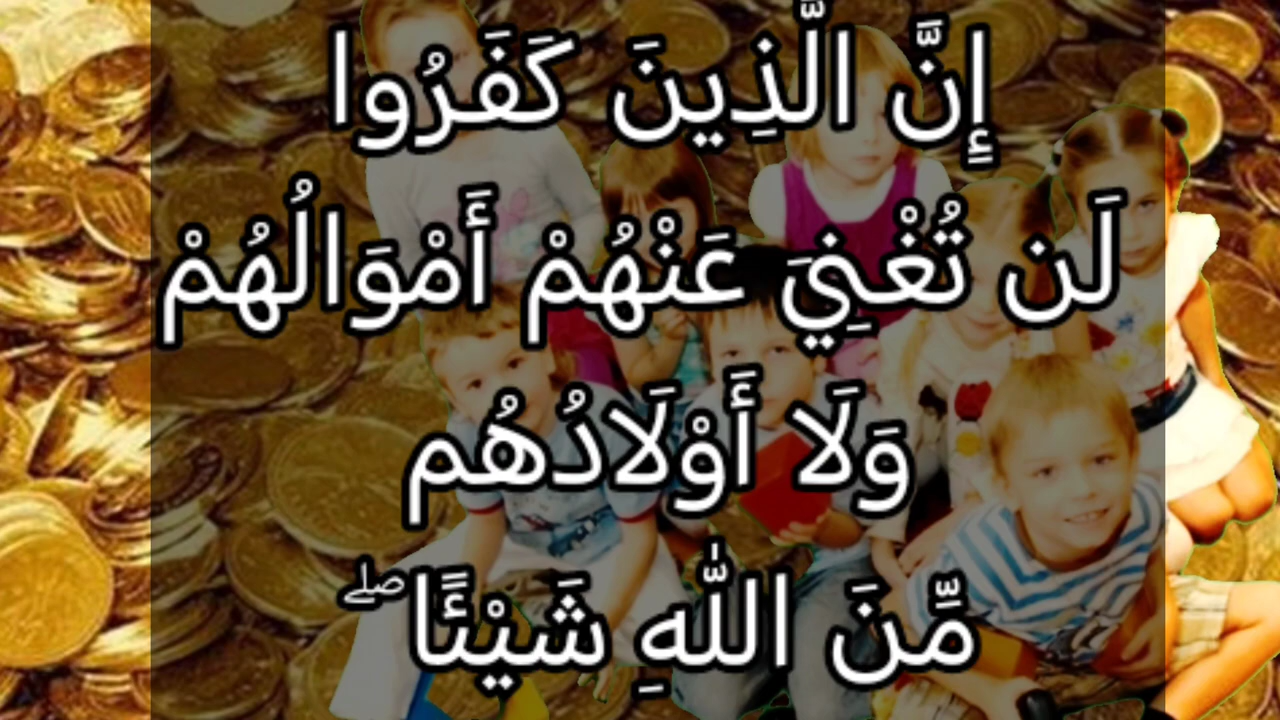 إِنَّ الَّذِينَ كَفَرُوا
لَن تُغْنِيَ عَنْهُمْ أَمْوَالُهُمْ
وَلَا أَوْلَادُهُم
مِّنَ اللَّهِ شَيْئًا ۖ